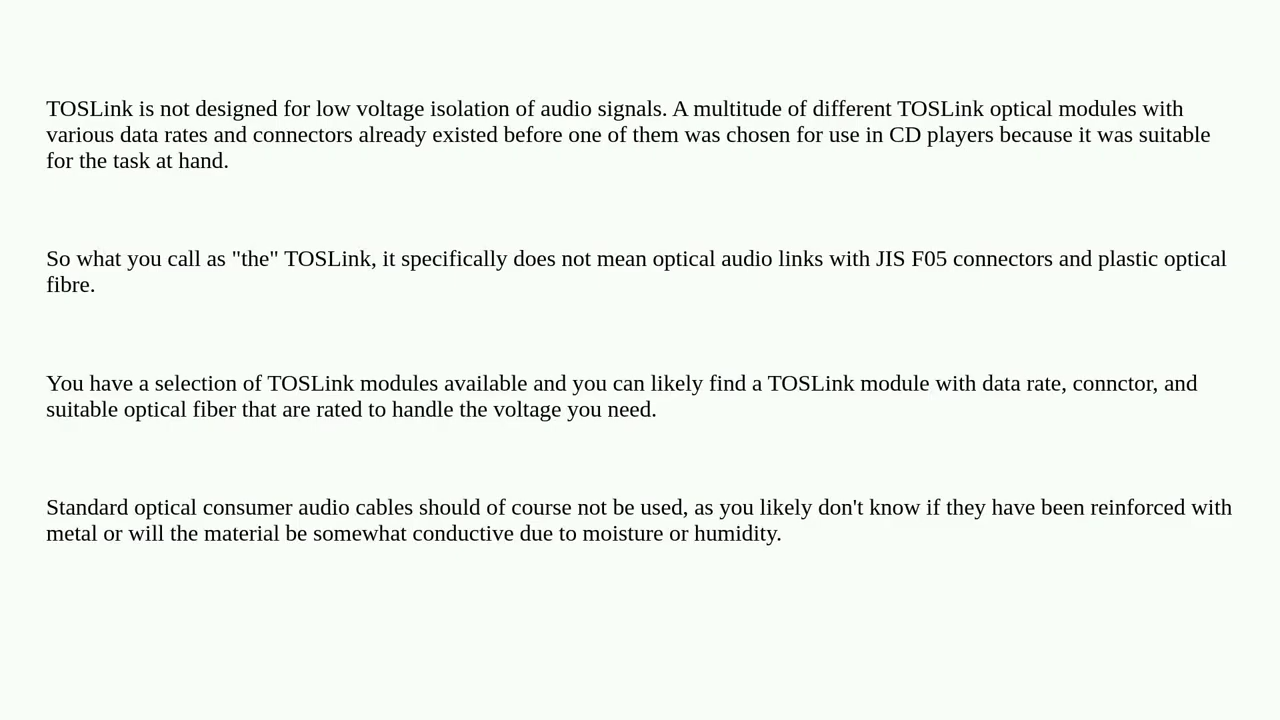 TOSLink is not designed for low voltage isolation of audio signals. A multitude of different TOSLink optical modules with
various data rates and connectors already existed before one of them was chosen for use in CD players because it was suitable
for the task at hand.
So what you call as "the" TOSLink, it specifically does not mean optical audio links with JIS F05 connectors and plastic optical
fibre.
You have a selection of TOSLink modules available and you can likely find a TOSLink module with data rate, connctor, and
suitable optical fiber that are rated to handle the voltage you need.
Standard optical consumer audio cables should of course not be used, as you likely don't know if they have been reinforced with
metal or will the material be somewhat conductive due to moisture or humidity.